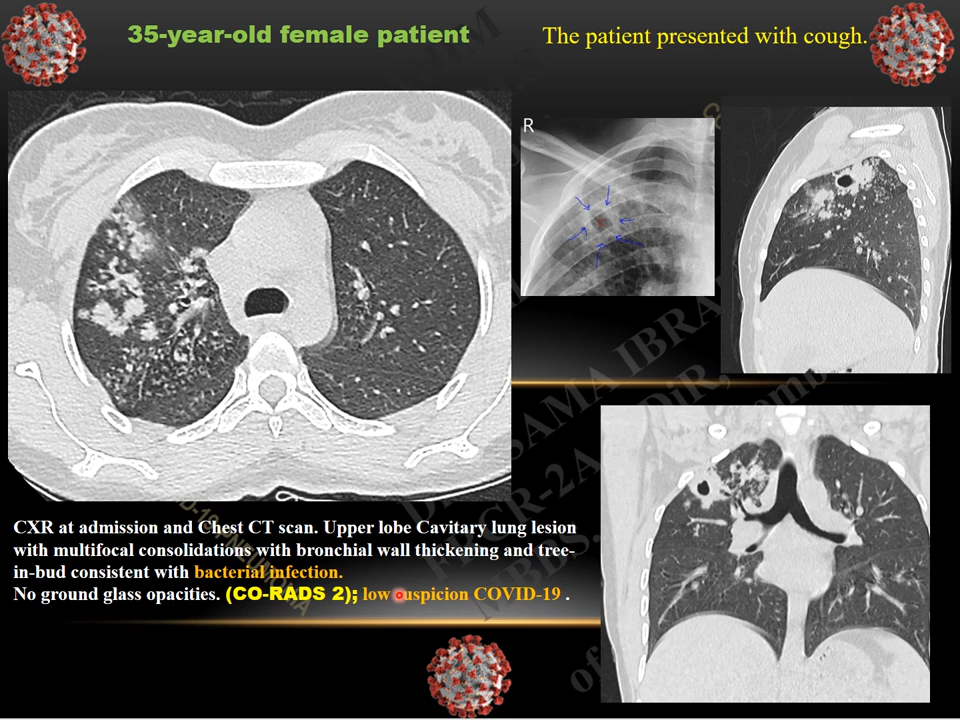 35-year-old female patient
The patient presented with cough.
R
CXR at admission and Chest CT scan. Upper lobe Cavitary lung lesion
with multifocal consolidations with bronchial wall thickening and tree-
in-bud consistent with bacterial infection.
No ground glass opacities. (CO-RADS 2); low suspicion COVID-19 .